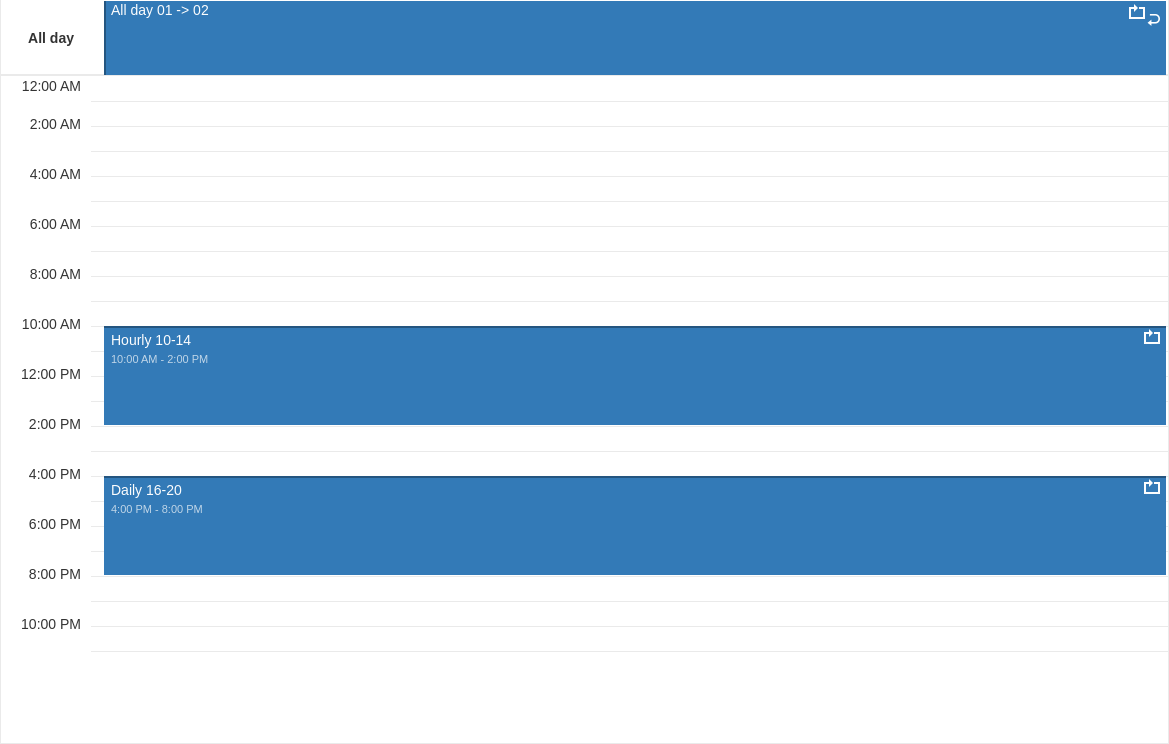 All day 01 -> 02
All day
12:00 AM
2:00 AM
4:00 AM
6:00 AM
8:00 AM
10:00 AM
Hourly 10-14
10:00 AM - 2:00 PM
12:00 PM
2:00 PM
4:00 PM
Daily 16-20
4:00 PM - 8:00 PM
6:00 PM
8:00 PM
10:00 PM